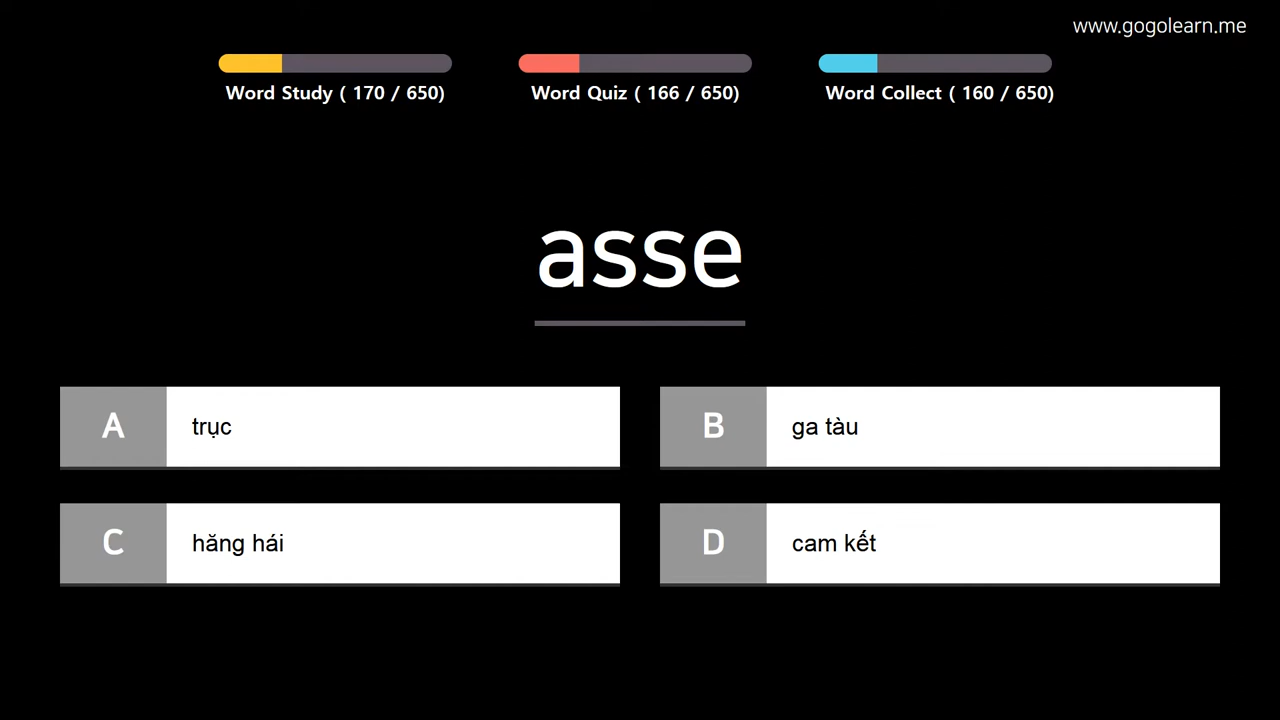 www.gogolearn.me
Word Study ( 170 / 650)
Word Quiz ( 166 / 650)
Word Collect ( 160 / 650)
asse
A trục
B ga tàu
C hăng hái
D cam kết